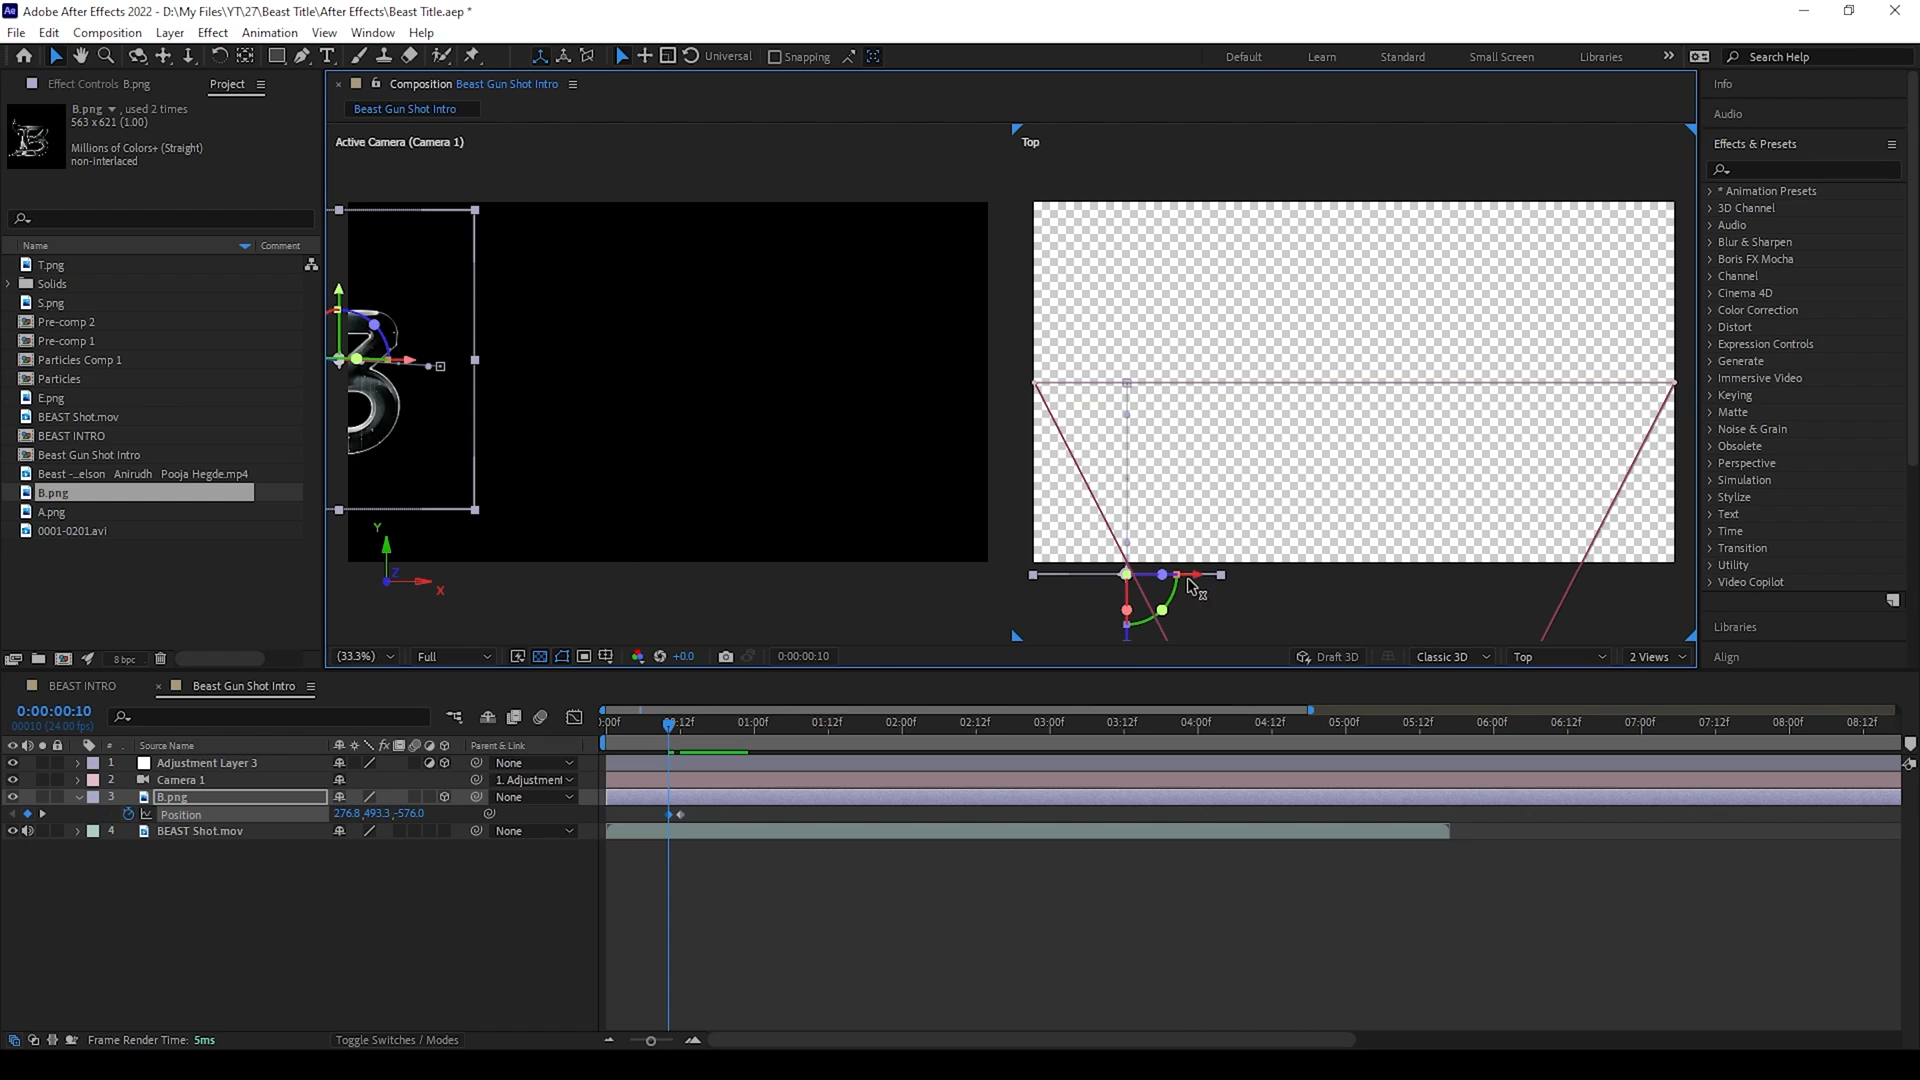 Adobe After Effects 2022 - D:\My Files\YT\27\Beast Title\After Effects\Beast Title.aep *
File Edit Composition Layer Effect Animation View Window Help
Universal Snapping Default Learn Standard Small Screen Libraries Search Help
Effect Controls B.png Project
B.png , used 2 times
563 x 621 (1.00)
Millions of Colors+ (Straight)
non-interlaced
Name Comment
T.png
Solids
S.png
Pre-comp 2
Pre-comp 1
Particles Comp 1
Particles
E.png
BEAST Shot.mov
BEAST INTRO
Beast Gun Shot Intro
Beast -_.elson Anirudh Pooja Hegde.mp4
B.png
A.png
0001-0201.avi
8 bpc
Composition Beast Gun Shot Intro
Beast Gun Shot Intro
Active Camera (Camera 1)
Top
Y
Z
X
(33.3%) Full +0.0 0:00:00:10 Draft 3D Classic 3D Top 2 Views
Info
Audio
Effects & Presets
* Animation Presets
3D Channel
Audio
Blur & Sharpen
Boris FX Mocha
Channel
Cinema 4D
Color Correction
Distort
Expression Controls
Generate
Immersive Video
Keying
Matte
Noise & Grain
Obsolete
Perspective
Simulation
Stylize
Text
Time
Transition
Utility
Video Copilot
Libraries
Align
BEAST INTRO Beast Gun Shot Intro
0:00:00:10
00010 (24.00 fps)
# Source Name Parent & Link
1 Adjustment Layer 3 None
2 Camera 1 1. Adjustment
3 B.png None
Position 276.8,493.3,-576.0
4 BEAST Shot.mov None
):00f 12f 01:00f 01:12f 02:00f 02:12f 03:00f 03:12f 04:00f 04:12f 05:00f 05:12f 06:00f 06:12f 07:00f 07:12f 08:00f 08:12f
Frame Render Time: 5ms Toggle Switches / Modes